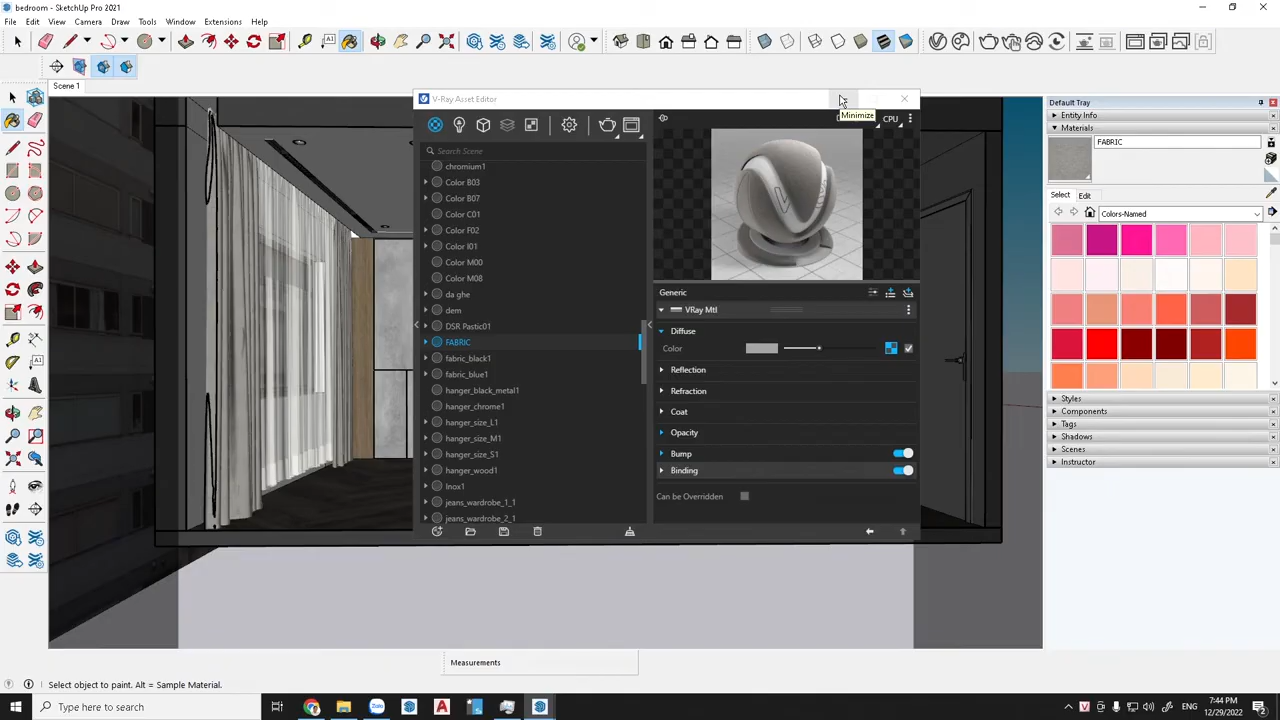 bedroom - SketchUp Pro 2021
File Edit View Camera Draw Tools Window Extensions Help
Scene 1
V-Ray Asset Editor
Minimize
CPU
Search Scene
chromium1
Color B03
Color B07
Color C01
Color F02
Color I01
Color M00
Color M08
da ghe
dem
DSR Pastic01
FABRIC
fabric_black1
fabric_blue1
hanger_black_metal1
hanger_chrome1
hanger_size_L1
hanger_size_M1
hanger_size_S1
hanger_wood1
Inox1
jeans_wardrobe_1_1
jeans_wardrobe_2_1
Generic
VRay Mtl
Diffuse
Color
Reflection
Refraction
Coat
Opacity
Bump
Binding
Can be Overridden
Default Tray
Entity Info
Materials
FABRIC
Select Edit
Colors-Named
Styles
Components
Tags
Shadows
Scenes
Instructor
Measurements
Select object to paint. Alt = Sample Material.
Type here to search
Zalo
7:44 PM
12/29/2022
2